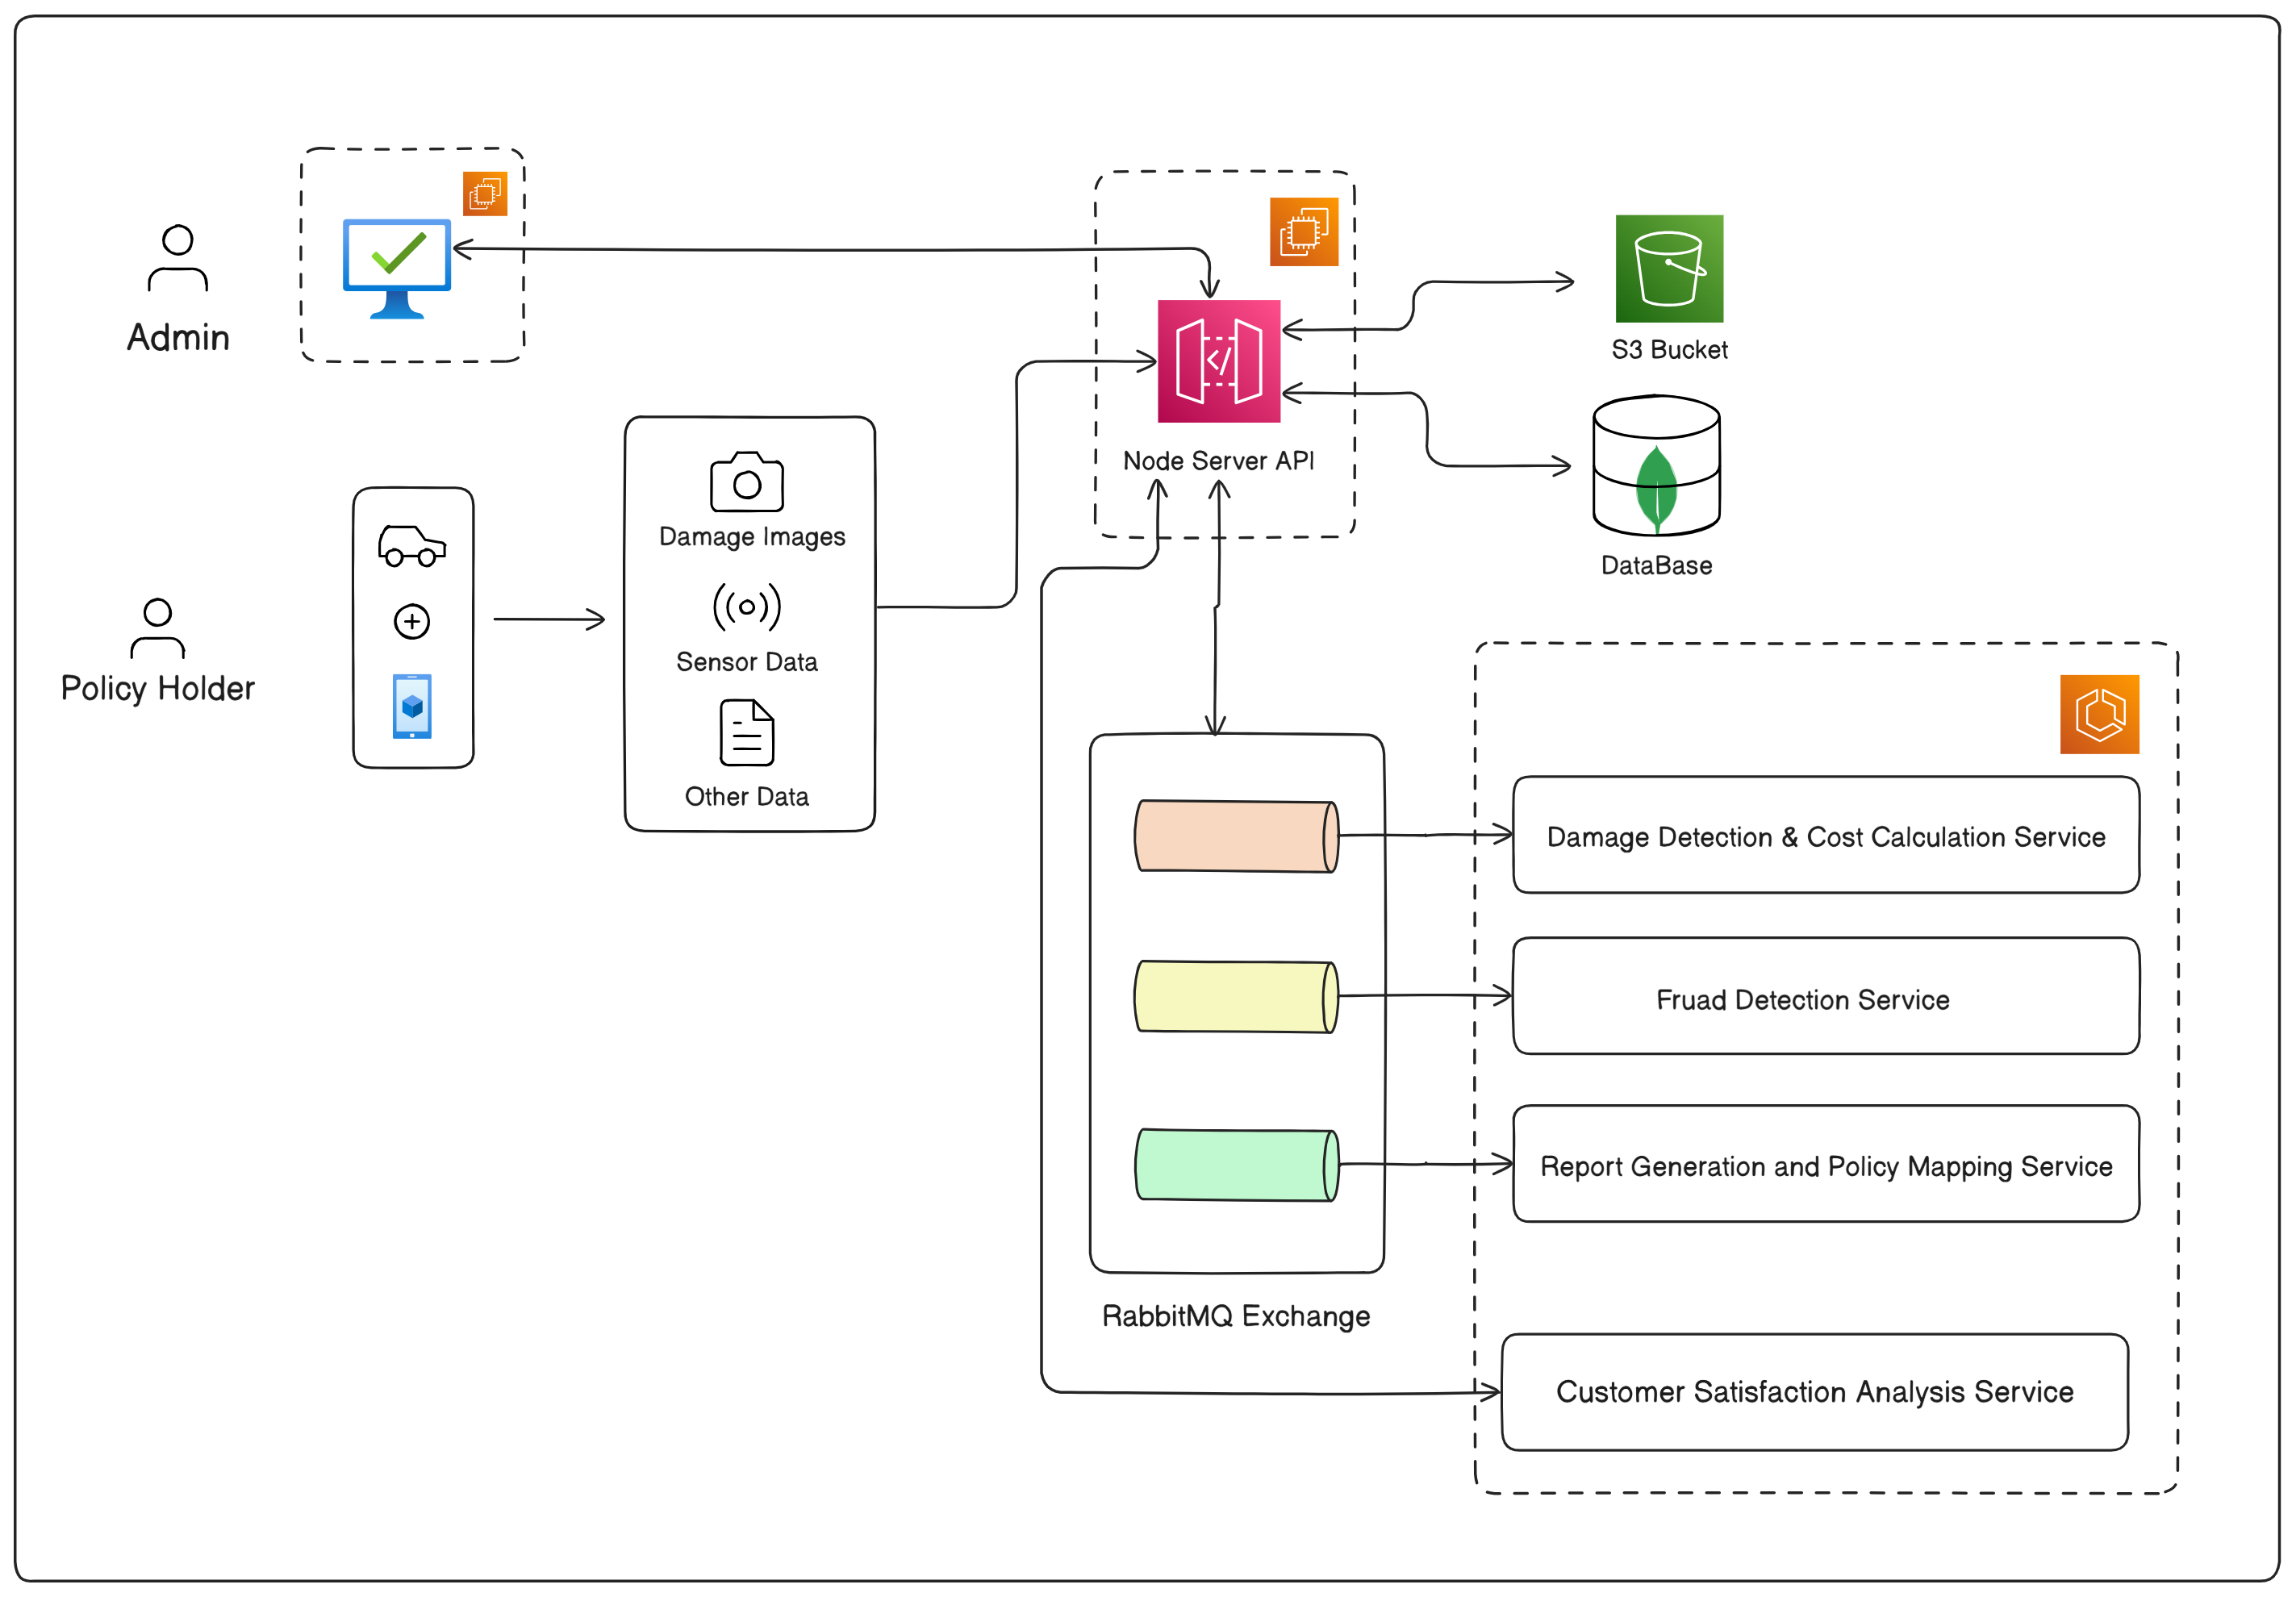 Admin
Policy Holder
Damage Images
Sensor Data
Other Data
</>
Node Server API
S3 Bucket
DataBase
RabbitMQ Exchange
Damage Detection & Cost Calculation Service
Fruad Detection Service
Report Generation and Policy Mapping Service
Customer Satisfaction Analysis Service